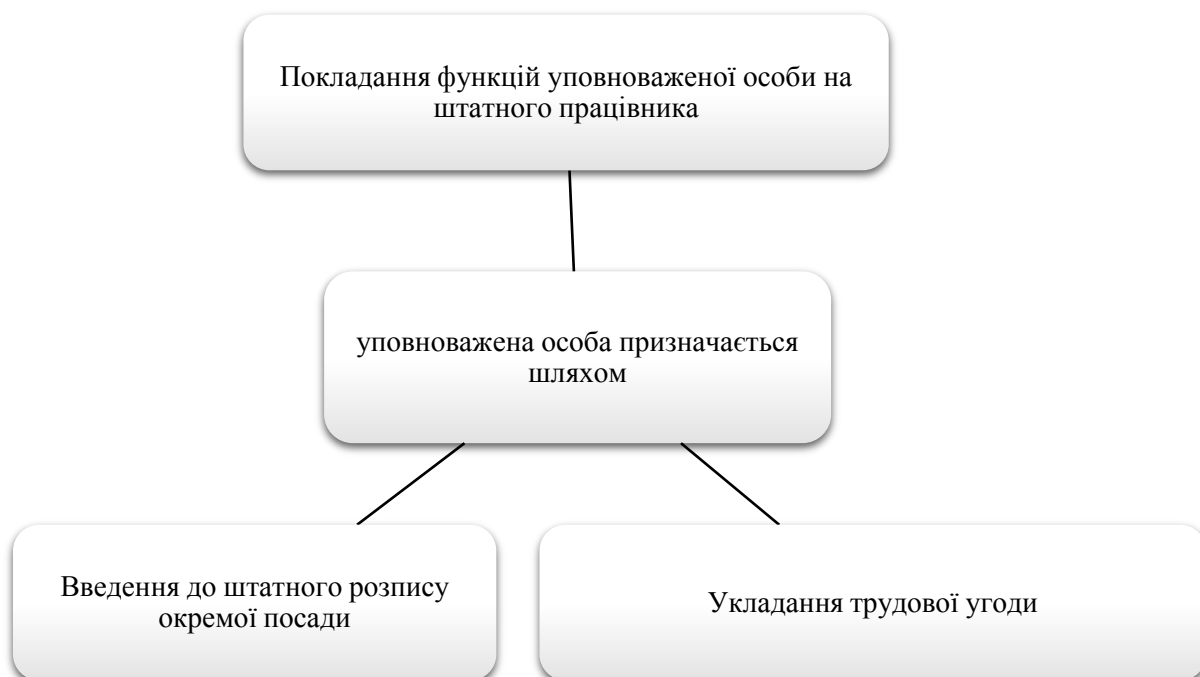 Покладання функцій уповноваженої особи на
штатного працівника
уповноважена особа призначається
шляхом
Введення до штатного розпису
окремої посади
Укладання трудової угоди